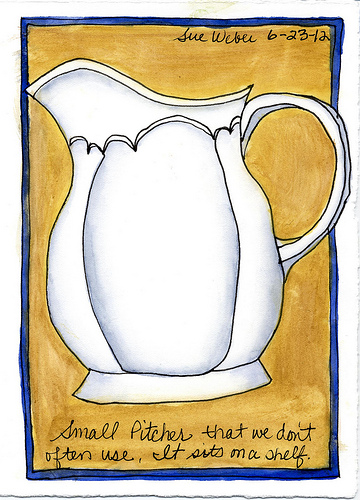 Sue Weber 6-23-12
Small Pitcher that we don't
often use. It sits on a shelf.